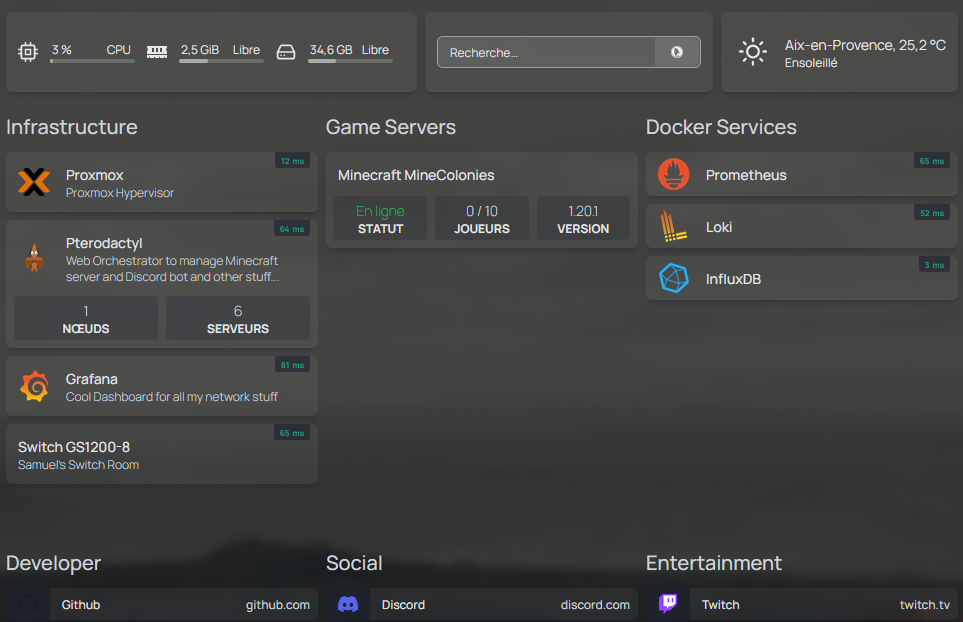 3 % CPU 2,5 GiB Libre 34,6 GB Libre
Recherche…
Aix-en-Provence, 25,2 °C
Ensoleillé
Infrastructure
12 ms
Proxmox
Proxmox Hypervisor
64 ms
Pterodactyl
Web Orchestrator to manage Minecraft
server and Discord bot and other stuff...
1 6
NŒUDS SERVEURS
81 ms
Grafana
Cool Dashboard for all my network stuff
65 ms
Switch GS1200-8
Samuel's Switch Room
Game Servers
Minecraft MineColonies
En ligne 0 / 10 1.20.1
STATUT JOUEURS VERSION
Docker Services
65 ms
Prometheus
52 ms
Loki
3 ms
InfluxDB
Developer
Github github.com
Social
Discord discord.com
Entertainment
Twitch twitch.tv